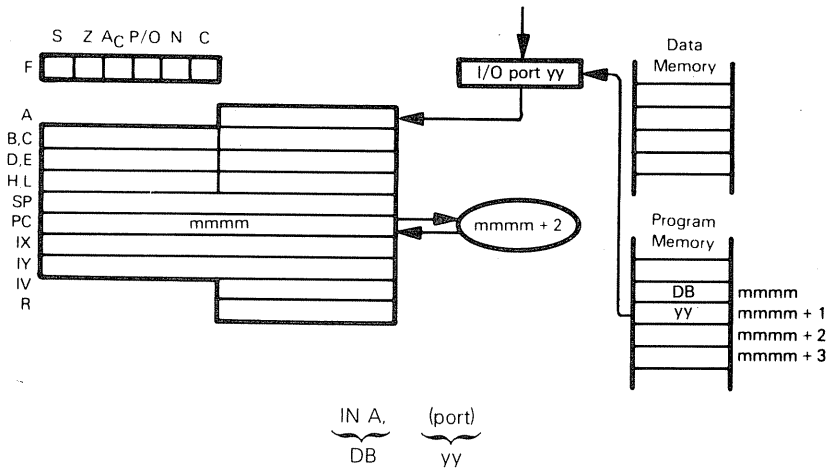 S Z AC P/O N C
F
I/O port yy
Data
Memory
A
B,C
D,E
H,L
SP
PC mmmm
mmmm + 2
IX
IY
IV
R
Program
Memory
DB mmmm
yy mmmm + 1
mmmm + 2
mmmm + 3
IN A, (port)
DB yy